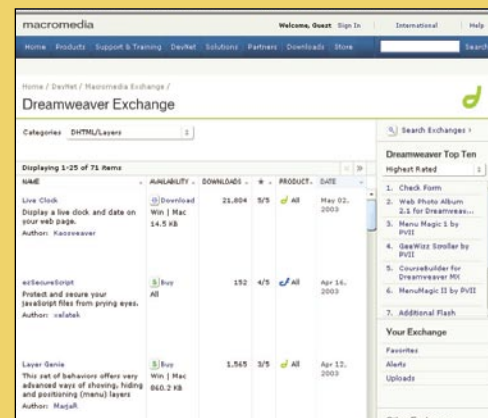 macromedia
Welcome, Guest Sign In International Help
Home Products Support & Training DevNet Solutions Partners Downloads Store Search
Home / DevNet / Macromedia Exchange /
Dreamweaver Exchange
Categories DHTML/Layers
Search Exchanges ›
Displaying 1-25 of 71 items
NAME AVAILABILITY DOWNLOADS ★ PRODUCT DATE
Live Clock Download 21,804 5/5 All May 02, 2003
Display a live clock and date on your web page. Win | Mac
14.5 KB
Author: Kaosweaver
ezSecureScript Buy 152 4/5 All Apr 16, 2003
Protect and secure your javaScript files from prying eyes. All
Author: valatek
Layer Genie Buy 1,565 3/5 All Apr 12, 2003
This set of behaviors offers very advanced ways of shoving, hiding and positioning (menu) layers Win | Mac
860.2 KB
Author: MarjaR
Dreamweaver Top Ten
Highest Rated
1. Check Form
2. Web Photo Album 2.1 for Dreamweav...
3. Menu Magic 1 by PVII
4. GeeWizz Scroller by PVII
5. Coursebuilder for Dreamweaver MX
6. MenuMagic II by PVII
7. Additional Flash
Your Exchange
Favorites
Alerts
Uploads